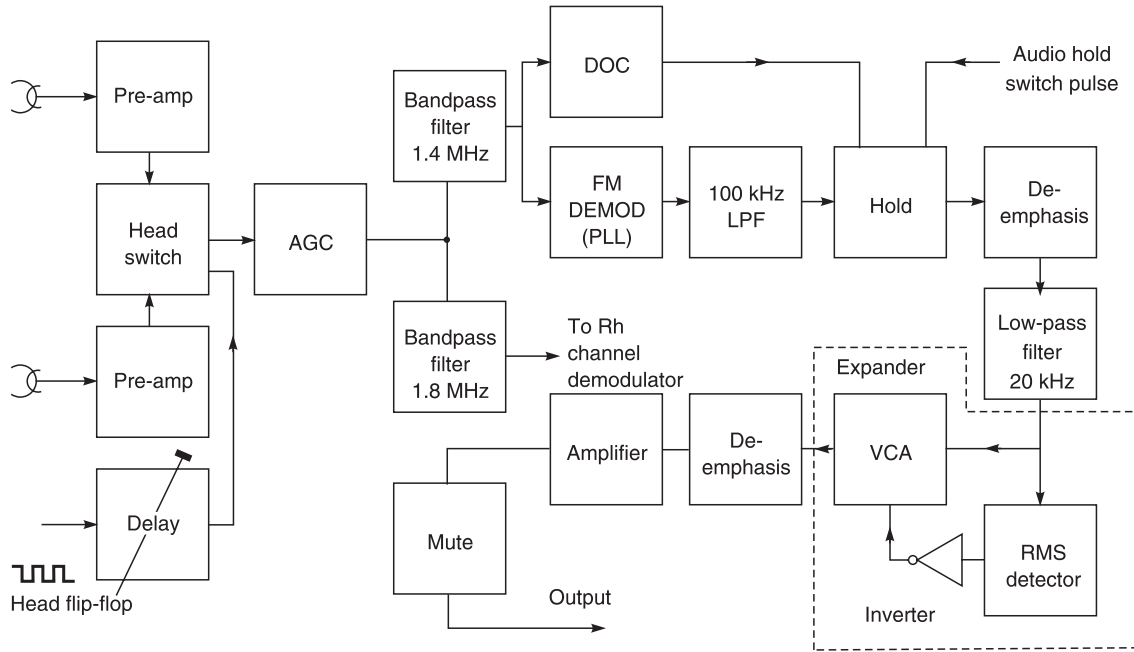 Pre-amp
Head
switch
Pre-amp
Delay
Head flip-flop
AGC
Bandpass
filter
1.4 MHz
Bandpass
filter
1.8 MHz
To Rh
channel
demodulator
DOC
FM
DEMOD
(PLL)
100 kHz
LPF
Hold
Audio hold
switch pulse
De-
emphasis
Low-pass
filter
20 kHz
Expander
VCA
RMS
detector
Inverter
De-
emphasis
Amplifier
Mute
Output